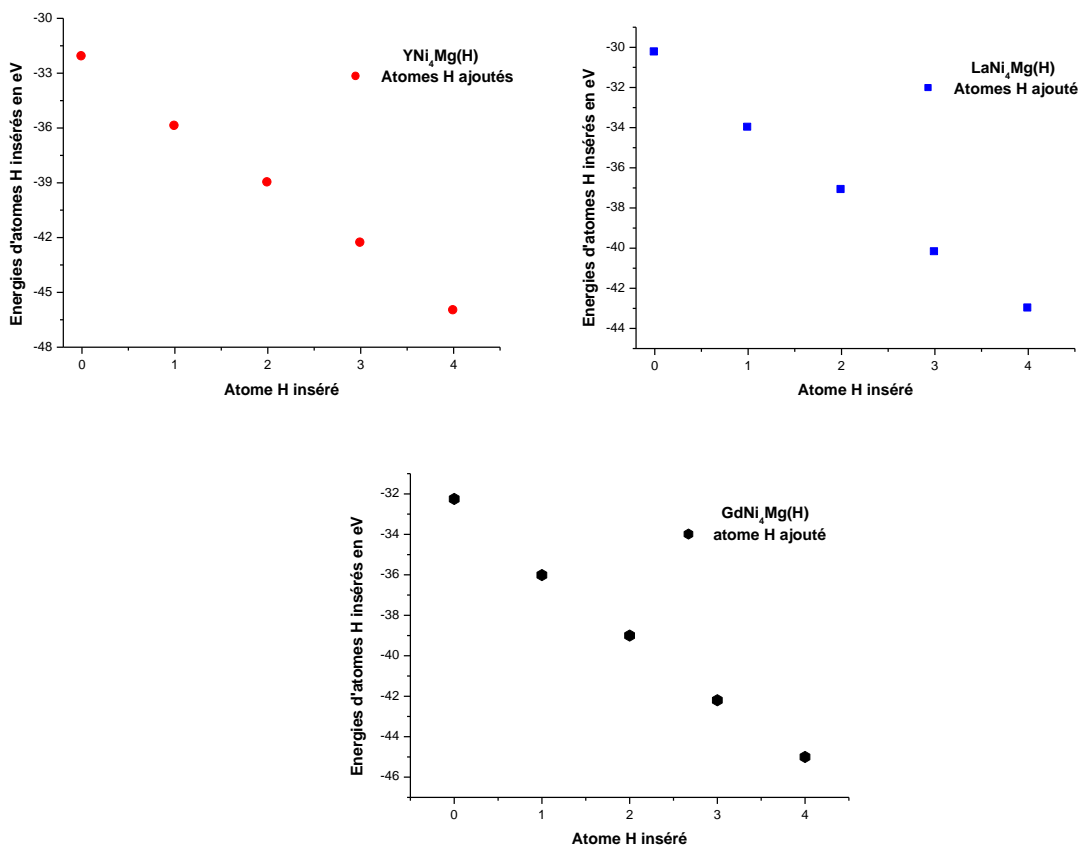 YNi₄Mg(H)
Atomes H ajoutés
Energies d'atomes H insérés en eV
-30
-33
-36
-39
-42
-45
-48
0 1 2 3 4
Atome H inséré
LaNi₄Mg(H)
Atomes H ajouté
Energies d'atomes H insérés en eV
-30
-32
-34
-36
-38
-40
-42
-44
0 1 2 3 4
Atome H inséré
GdNi₄Mg(H)
atome H ajouté
Energies d'atomes H insérés en eV
-32
-34
-36
-38
-40
-42
-44
-46
0 1 2 3 4
Atome H inséré